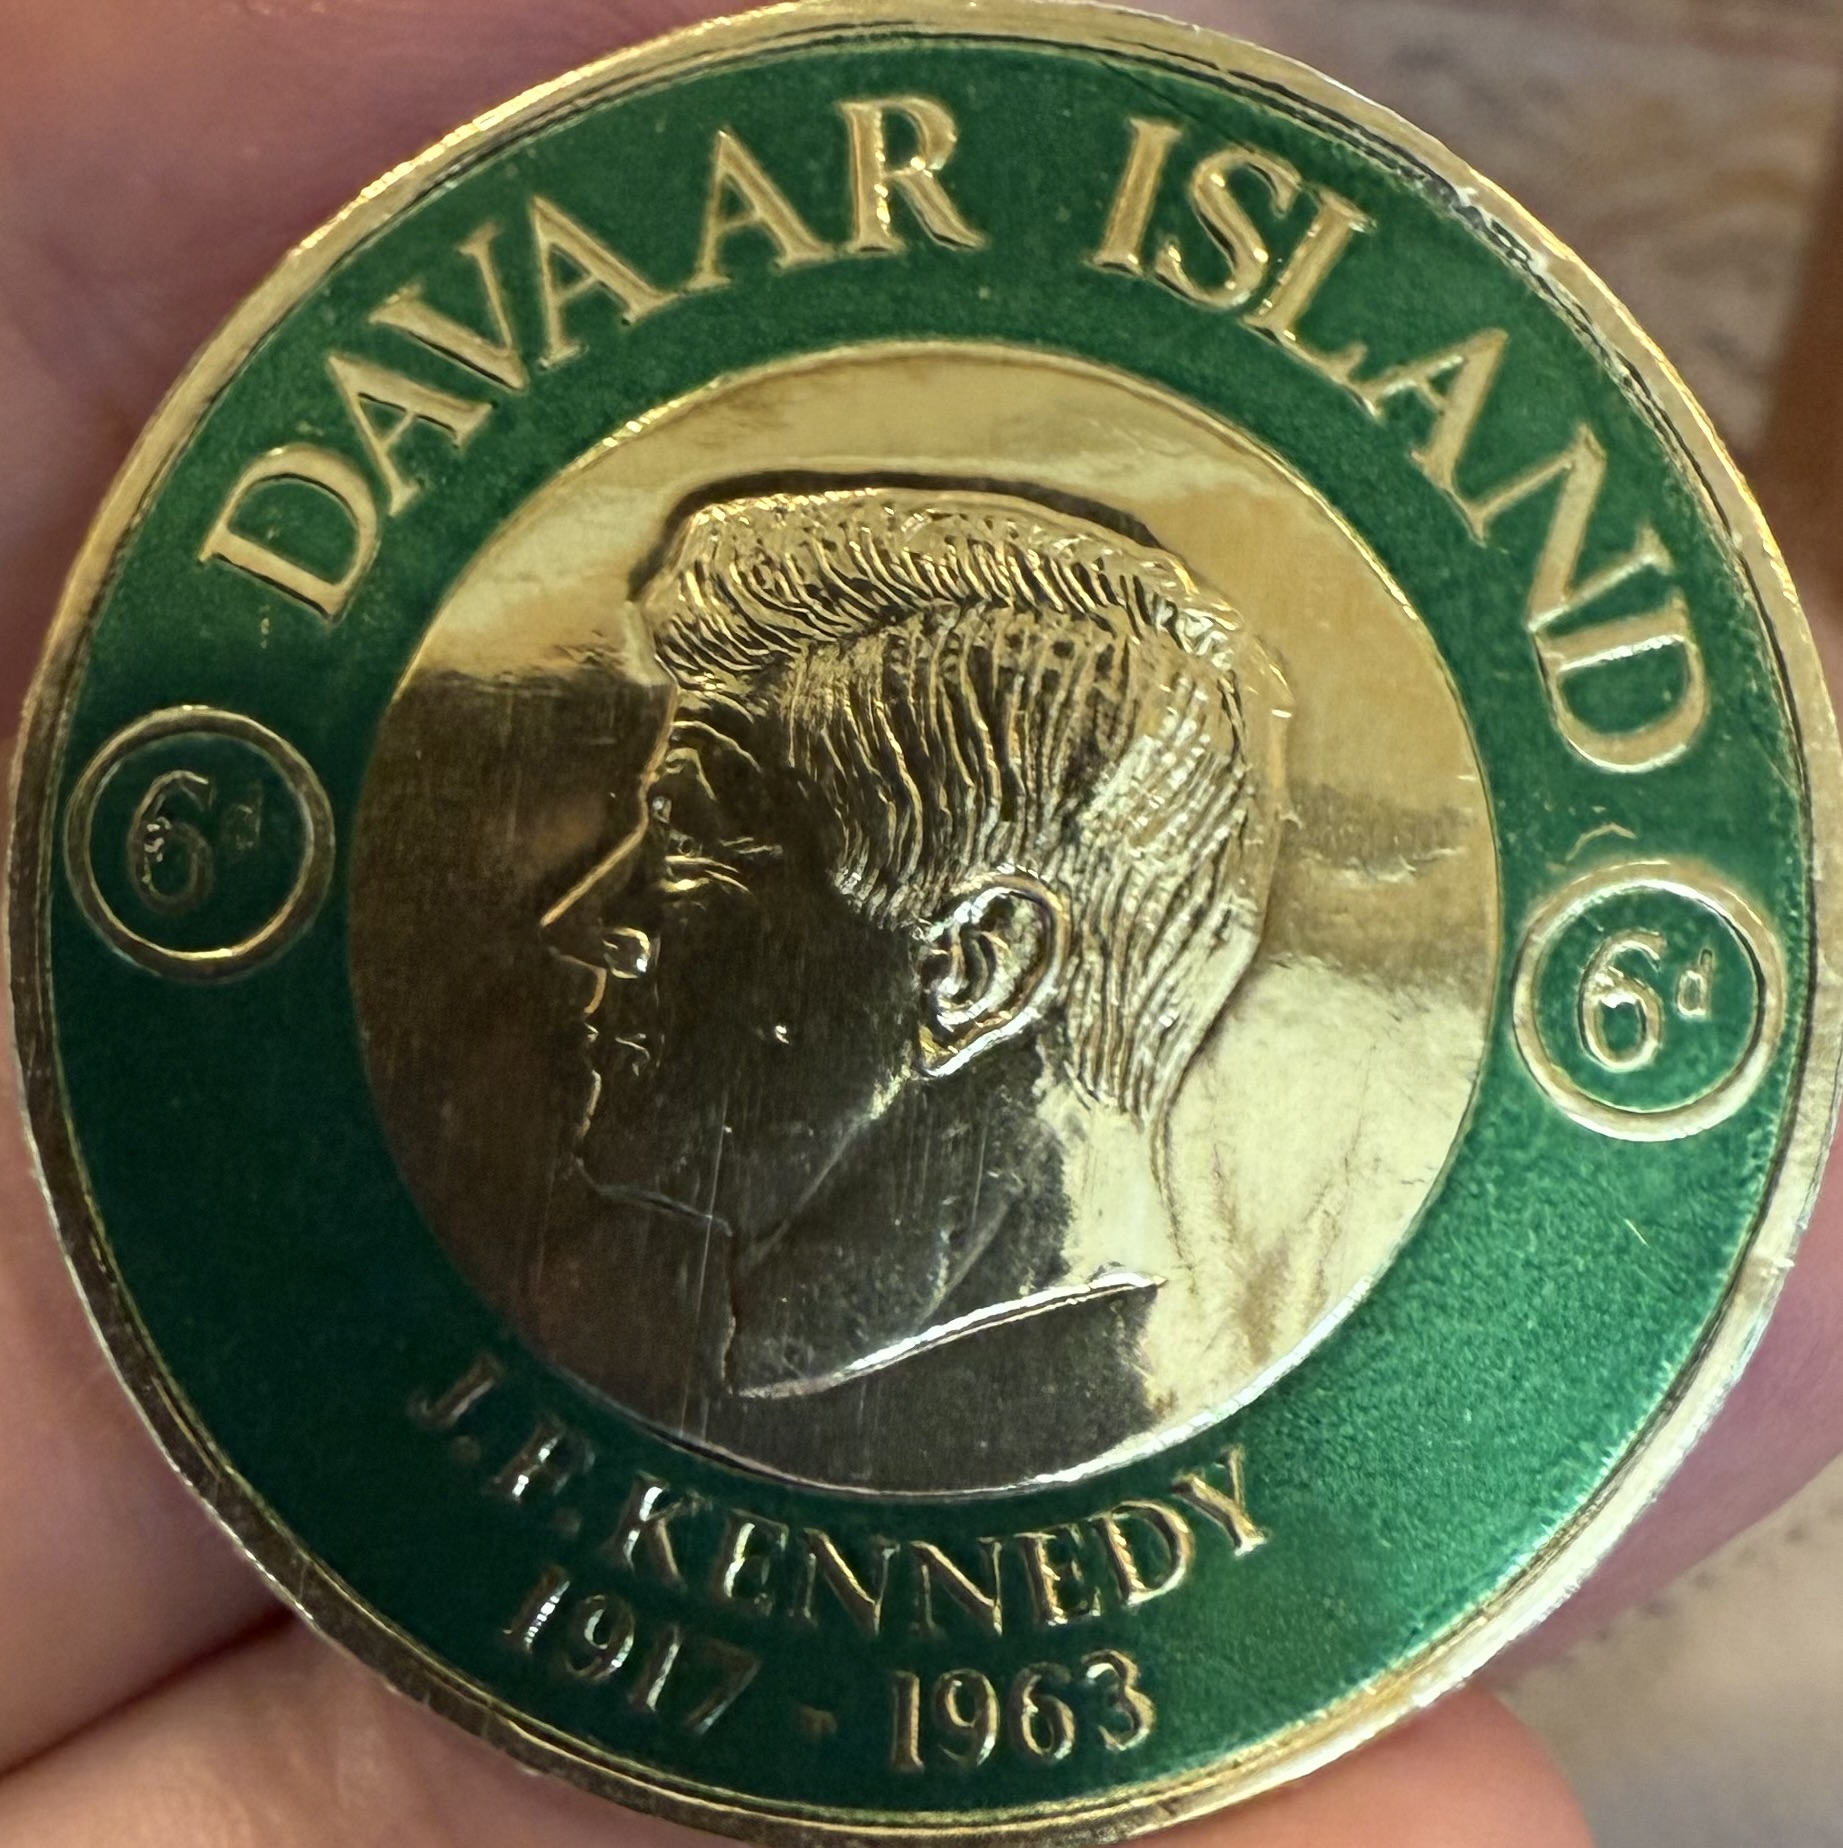 DAVAAR ISLAND
6d
6d
J.F. KENNEDY
1917 - 1963